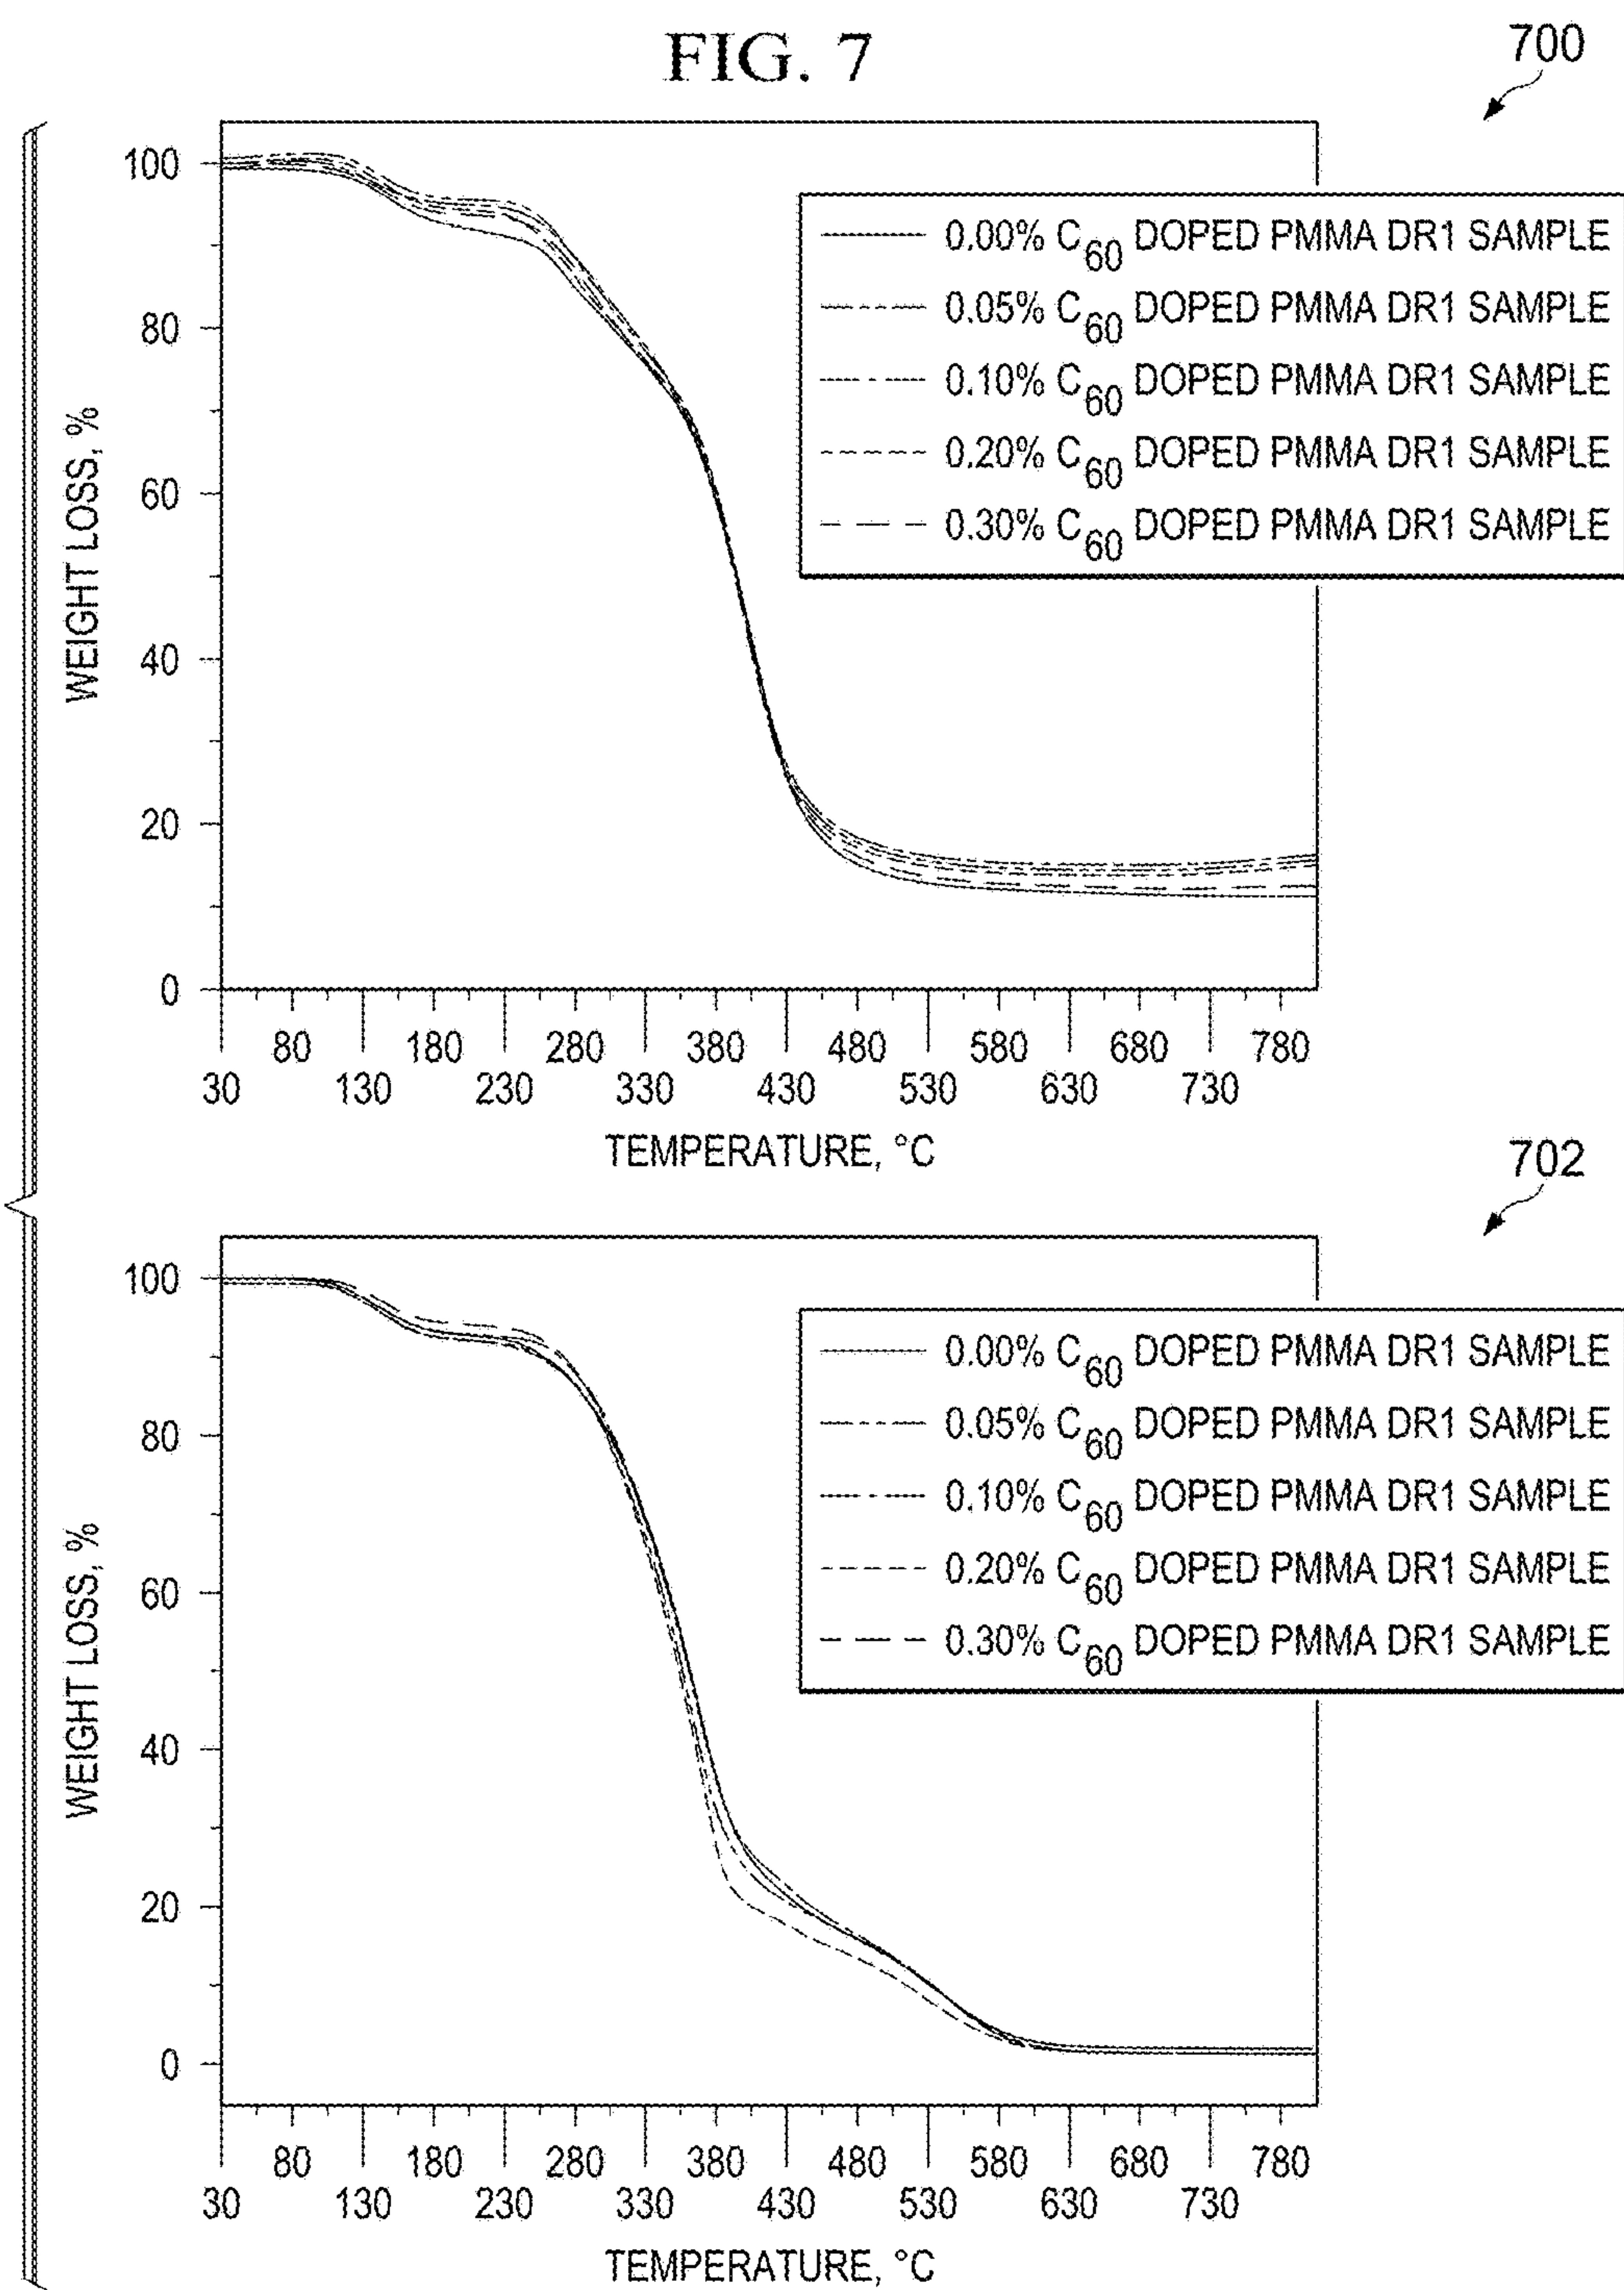 FIG. 7
700
WEIGHT LOSS, %
100
80
60
40
20
0
0.00% C60 DOPED PMMA DR1 SAMPLE
0.05% C60 DOPED PMMA DR1 SAMPLE
0.10% C60 DOPED PMMA DR1 SAMPLE
0.20% C60 DOPED PMMA DR1 SAMPLE
0.30% C60 DOPED PMMA DR1 SAMPLE
80 180 280 380 480 580 680 780
30 130 230 330 430 530 630 730
TEMPERATURE, °C
702
WEIGHT LOSS, %
100
80
60
40
20
0
0.00% C60 DOPED PMMA DR1 SAMPLE
0.05% C60 DOPED PMMA DR1 SAMPLE
0.10% C60 DOPED PMMA DR1 SAMPLE
0.20% C60 DOPED PMMA DR1 SAMPLE
0.30% C60 DOPED PMMA DR1 SAMPLE
80 180 280 380 480 580 680 780
30 130 230 330 430 530 630 730
TEMPERATURE, °C